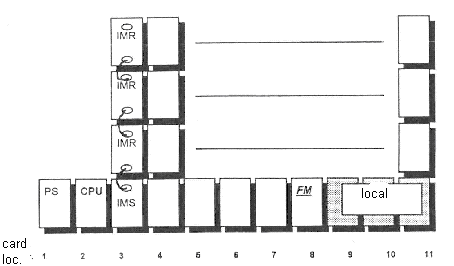 IMR
IMR
IMR
PS CPU IMS FM local
card
loc. 1 2 3 4 5 6 7 8 9 10 11